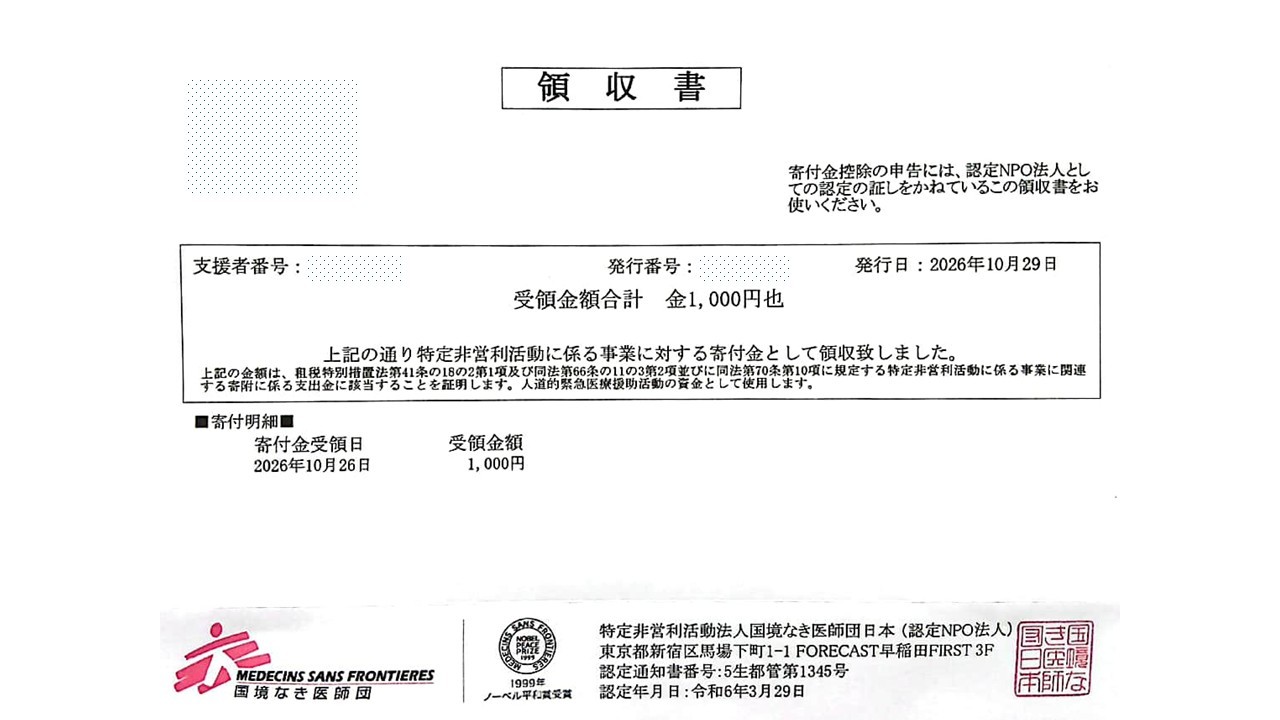 領収書
寄付金控除の申告には、認定NPO法人とし
ての認定の証しをかねているこの領収書をお
使いください。
支援者番号： 発行番号： 発行日：2026年10月29日
受領金額合計 金1,000円也
上記の通り特定非営利活動に係る事業に対する寄付金として領収致しました。
上記の金額は、租税特別措置法第41条の18の2第1項及び同法第66条の11の3第2項並びに同法第70条第10項に規定する特定非営利活動に係る事業に関連
する寄附に係る支出金に該当することを証明します。人道的緊急医療援助活動の資金として使用します。
■寄付明細■
寄付金受領日 受領金額
2026年10月26日 1,000円
MEDECINS SANS FRONTIERES
国境なき医師団
MEDECINS SANS FRONTIERES
NOBEL
PEACE
PRIZE
1999
1999年
ノーベル平和賞受賞
特定非営利活動法人国境なき医師団日本（認定NPO法人）
東京都新宿区馬場下町1-1 FORECAST早稲田FIRST 3F
認定通知書番号:5生都管第1345号
認定年月日:令和6年3月29日
国境な
き医師
団日本